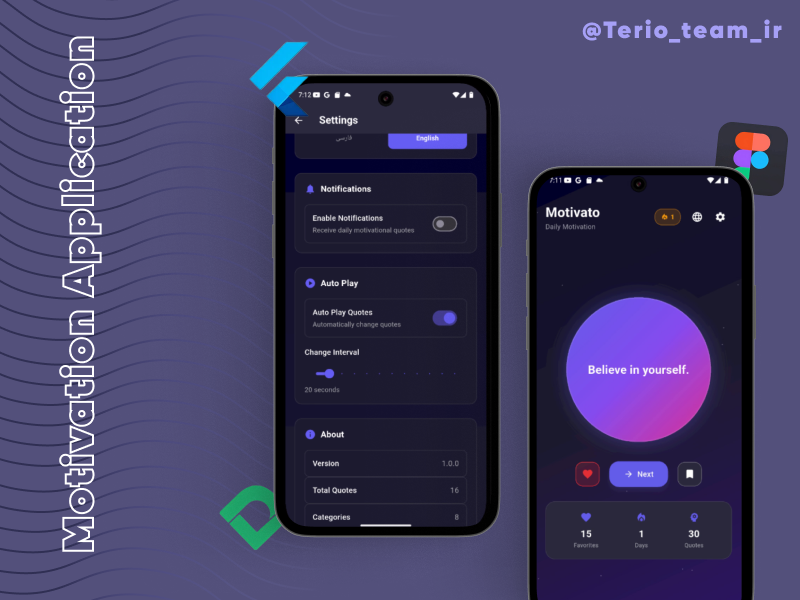 @Terio_team_ir
Motivation Application
7:12
Settings
فارسی
English
Notifications
Enable Notifications
Receive daily motivational quotes
Auto Play
Auto Play Quotes
Automatically change quotes
Change Interval
20 seconds
About
Version 1.0.0
Total Quotes 16
Categories 8
7:11
Motivato
Daily Motivation
1
Believe in yourself.
Next
15 1 30
Favorites Days Quotes